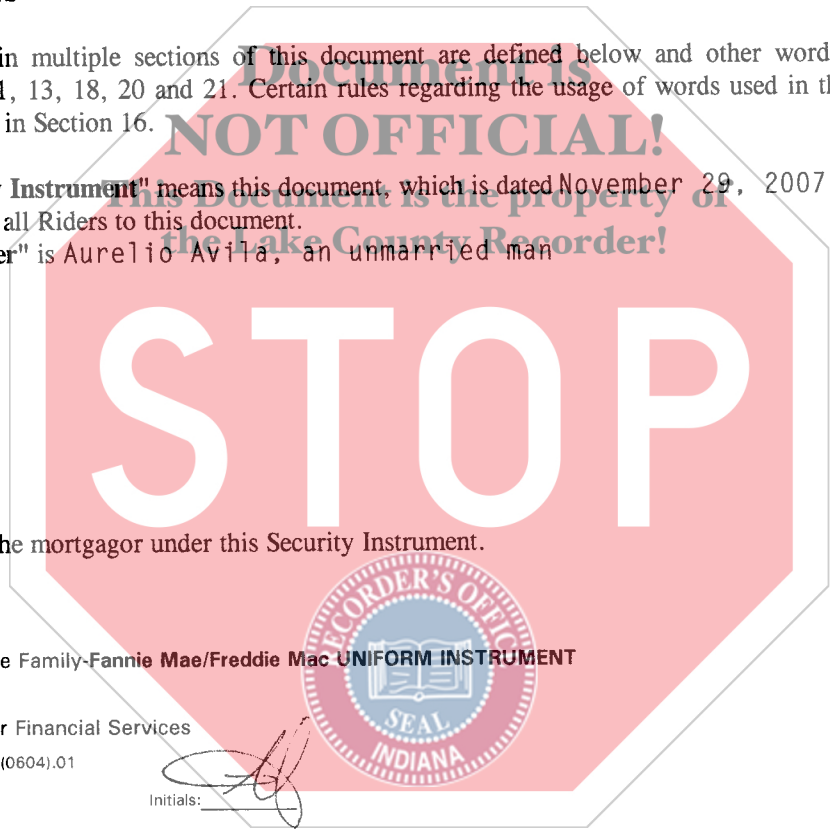 in multiple sections of this document are defined below and other word
1, 13, 18, 20 and 21. Certain rules regarding the usage of words used in th
in Section 16.
Document is
NOT OFFICIAL!
This Document is the property of
the Lake County Recorder!
Instrument" means this document, which is dated November 29, 2007
all Riders to this document.
er" is Aurelio Avila, an unmarried man
STOP
he mortgagor under this Security Instrument.
e Family-Fannie Mae/Freddie Mac UNIFORM INSTRUMENT
r Financial Services
(0604).01
Initials:
RECORDER'S OFFICE
SEAL
INDIANA